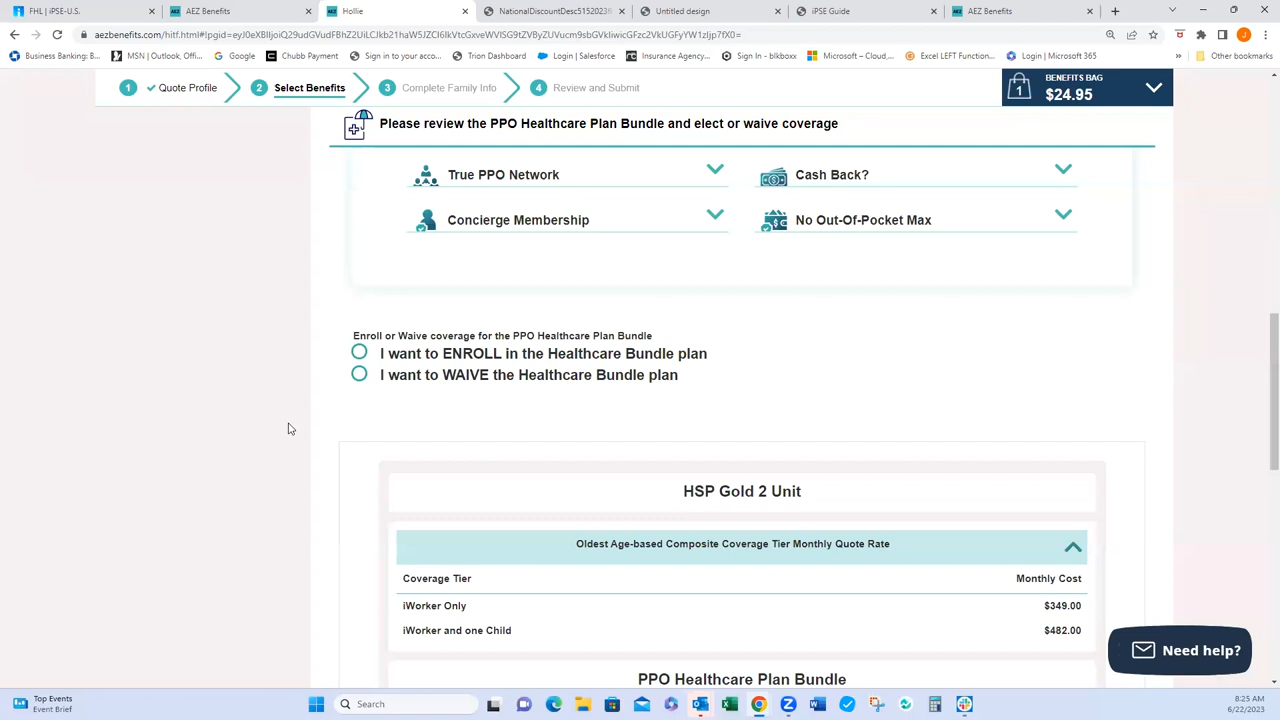 FHL | iPSE-U.S.
AEZ Benefits
Hollie
NationalDiscountDesc51520238
Untitled design
iPSE Guide
AEZ Benefits
Business Banking: B...
MSN | Outlook, Offi...
Google
Chubb Payment
Sign in to your acco...
Trion Dashboard
Login | Salesforce
Insurance Agency...
Sign In - blkboxx
Microsoft – Cloud,...
Excel LEFT Function...
Login | Microsoft 365
Other bookmarks
1 Quote Profile
2 Select Benefits
3 Complete Family Info
4 Review and Submit
1
BENEFITS BAG
$24.95
Please review the PPO Healthcare Plan Bundle and elect or waive coverage
True PPO Network
Cash Back?
Concierge Membership
No Out-Of-Pocket Max
Enroll or Waive coverage for the PPO Healthcare Plan Bundle
I want to ENROLL in the Healthcare Bundle plan
I want to WAIVE the Healthcare Bundle plan
HSP Gold 2 Unit
Oldest Age-based Composite Coverage Tier Monthly Quote Rate
Coverage Tier Monthly Cost
iWorker Only $349.00
iWorker and one Child $482.00
Need help?
PPO Healthcare Plan Bundle
Top Events
Event Brief
Search
8:25 AM
6/22/2023